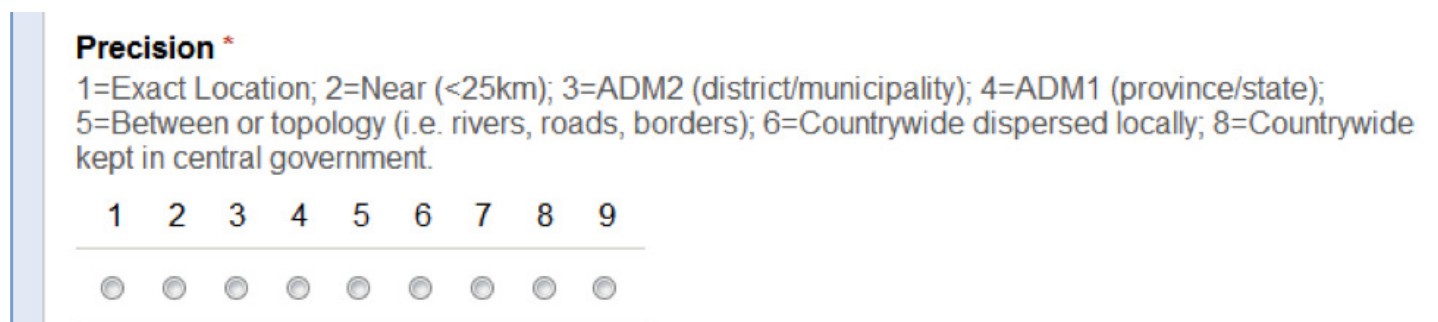 Precision *
1=Exact Location; 2=Near (<25km); 3=ADM2 (district/municipality); 4=ADM1 (province/state);
5=Between or topology (i.e. rivers, roads, borders); 6=Countrywide dispersed locally; 8=Countrywide
kept in central government.
1 2 3 4 5 6 7 8 9